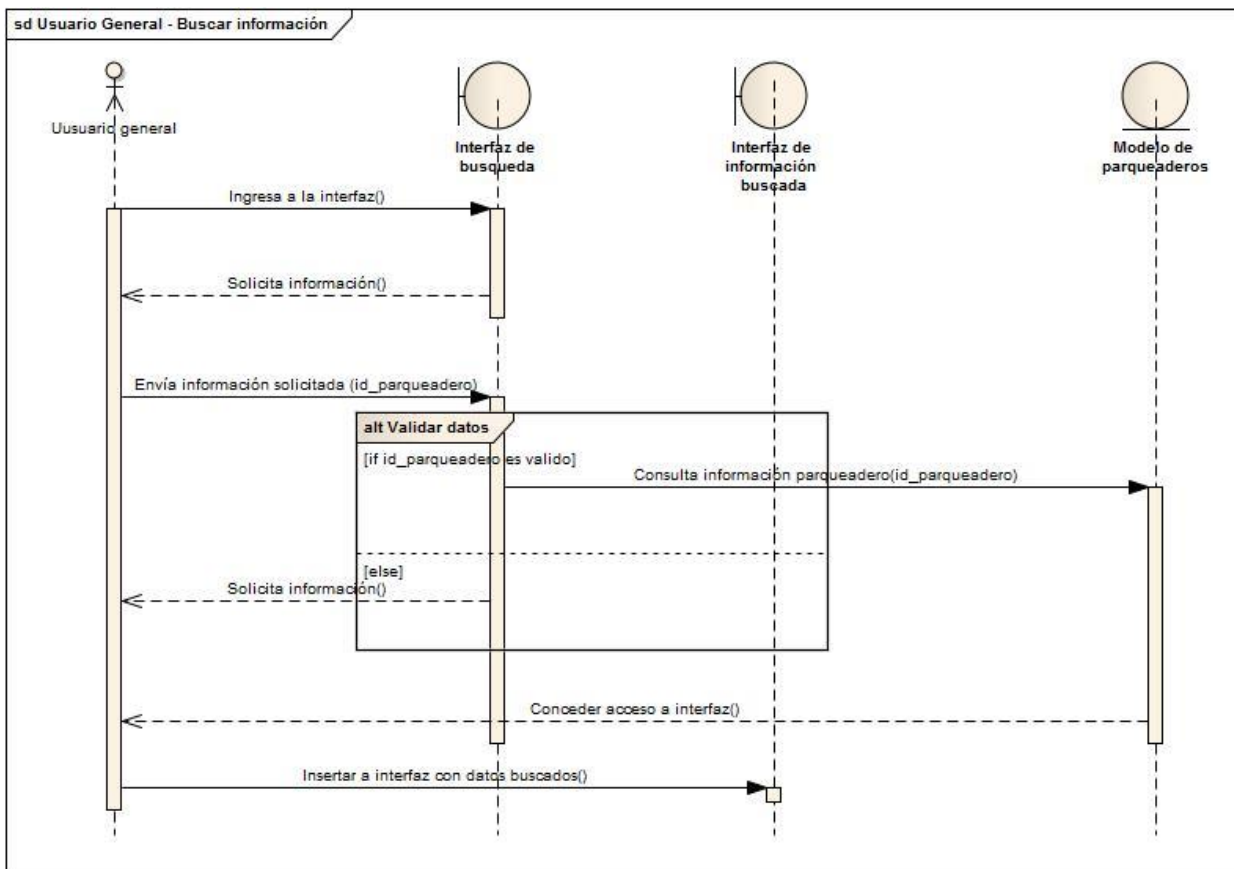 sd Usuario General - Buscar información
Uusuario general
Interfaz de
busqueda
Interfaz de
información
buscada
Modelo de
parqueaderos
Ingresa a la interfaz()
Solicita información()
Envía información solicitada (id_parqueadero)
alt Validar datos
[if id_parqueadero es valido]
Consulta información parqueadero(id_parqueadero)
[else]
Solicita información()
Conceder acceso a interfaz()
Insertar a interfaz con datos buscados()